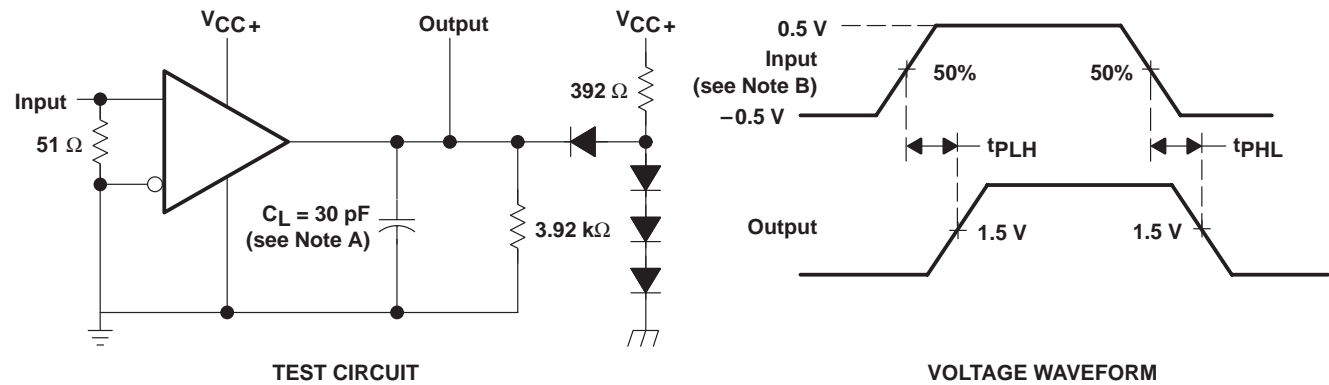 VCC+
Output
VCC+
Input
51 Ω
392 Ω
CL = 30 pF
(see Note A)
3.92 kΩ
TEST CIRCUIT
0.5 V
Input
(see Note B)
50%
50%
−0.5 V
tPLH
tPHL
Output
1.5 V
1.5 V
VOLTAGE WAVEFORM